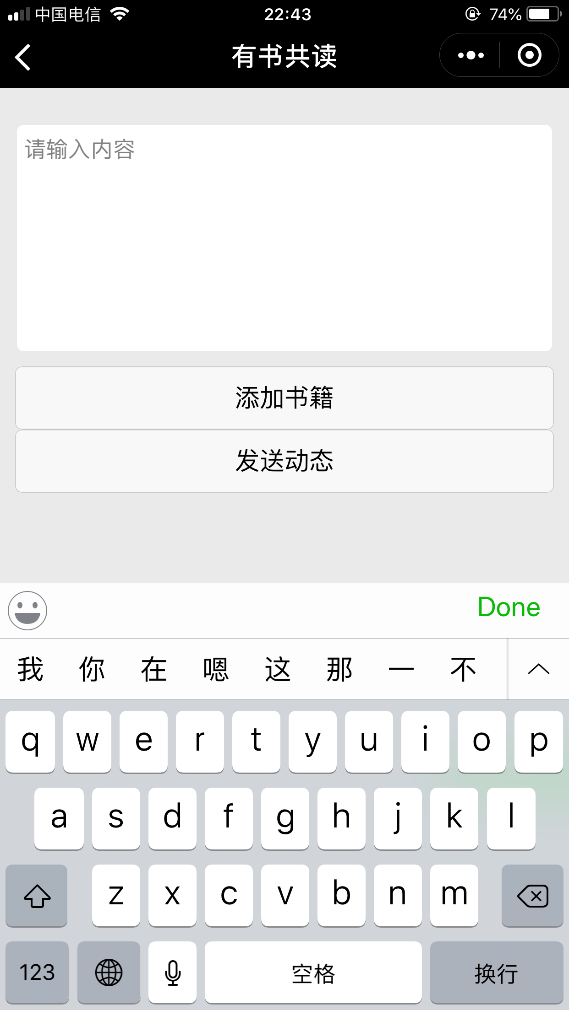 中国电信 22:43 74%
有书共读
请输入内容
添加书籍
发送动态
Done
我 你 在 嗯 这 那 一 不
q w e r t y u i o p
a s d f g h j k l
z x c v b n m
123 空格 换行